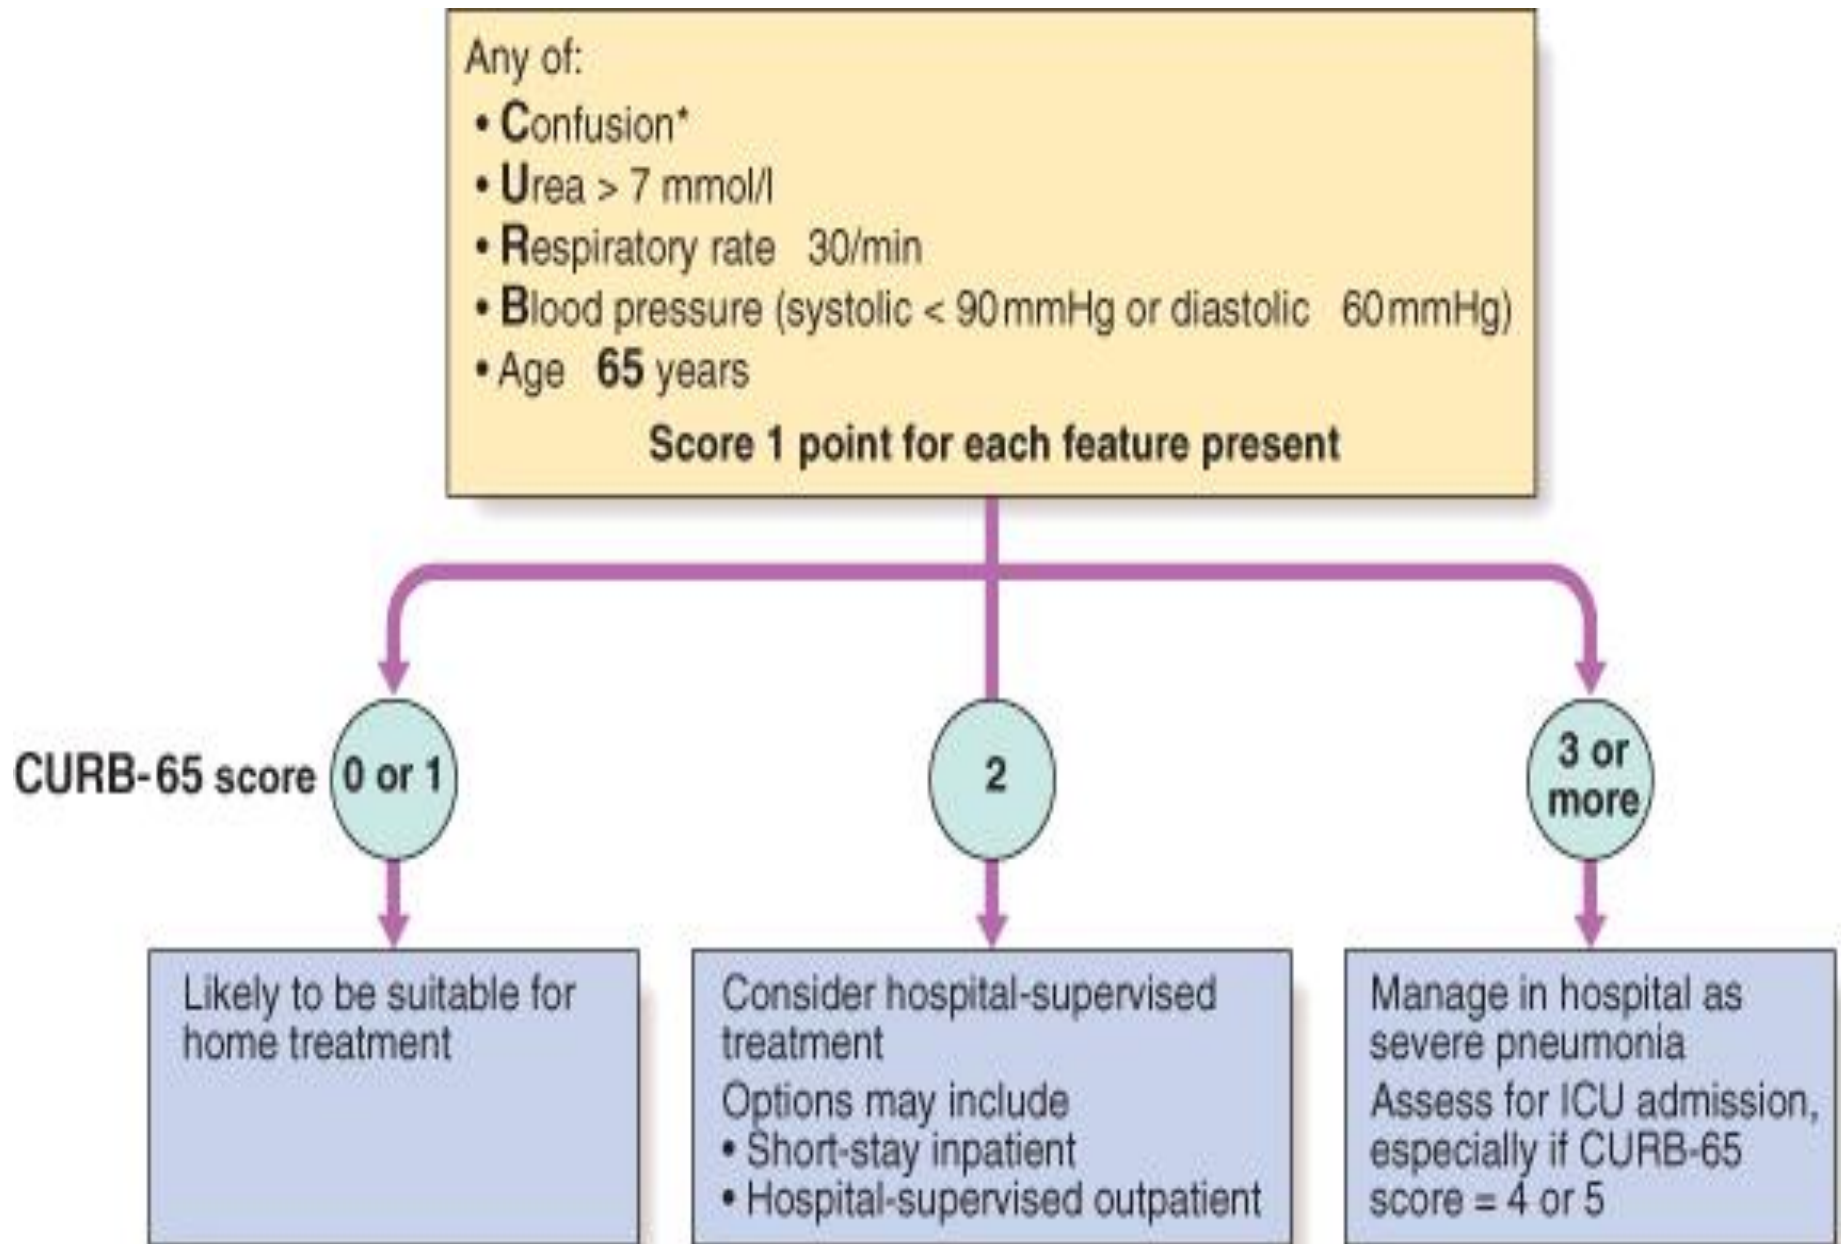 Any of:
• Confusion*
• Urea > 7 mmol/l
• Respiratory rate 30/min
• Blood pressure (systolic < 90 mmHg or diastolic 60 mmHg)
• Age 65 years
Score 1 point for each feature present
CURB-65 score
0 or 1
2
3 or
more
Likely to be suitable for
home treatment
Consider hospital-supervised
treatment
Options may include
• Short-stay inpatient
• Hospital-supervised outpatient
Manage in hospital as
severe pneumonia
Assess for ICU admission,
especially if CURB-65
score = 4 or 5